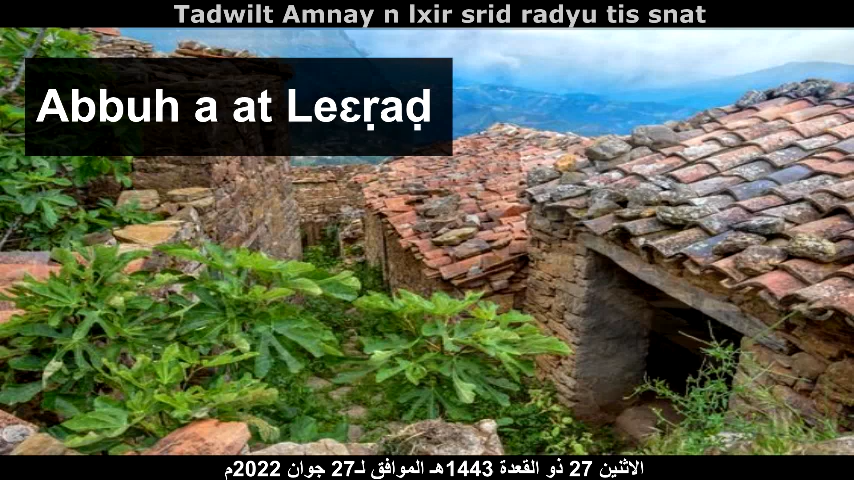 Tadwilt Amnay n lxir srid radyu tis snat
Abbuh a at Leɛṛaḍ
الاثنين 27 ذو القعدة 1443هـ الموافق لـ27 جوان 2022م